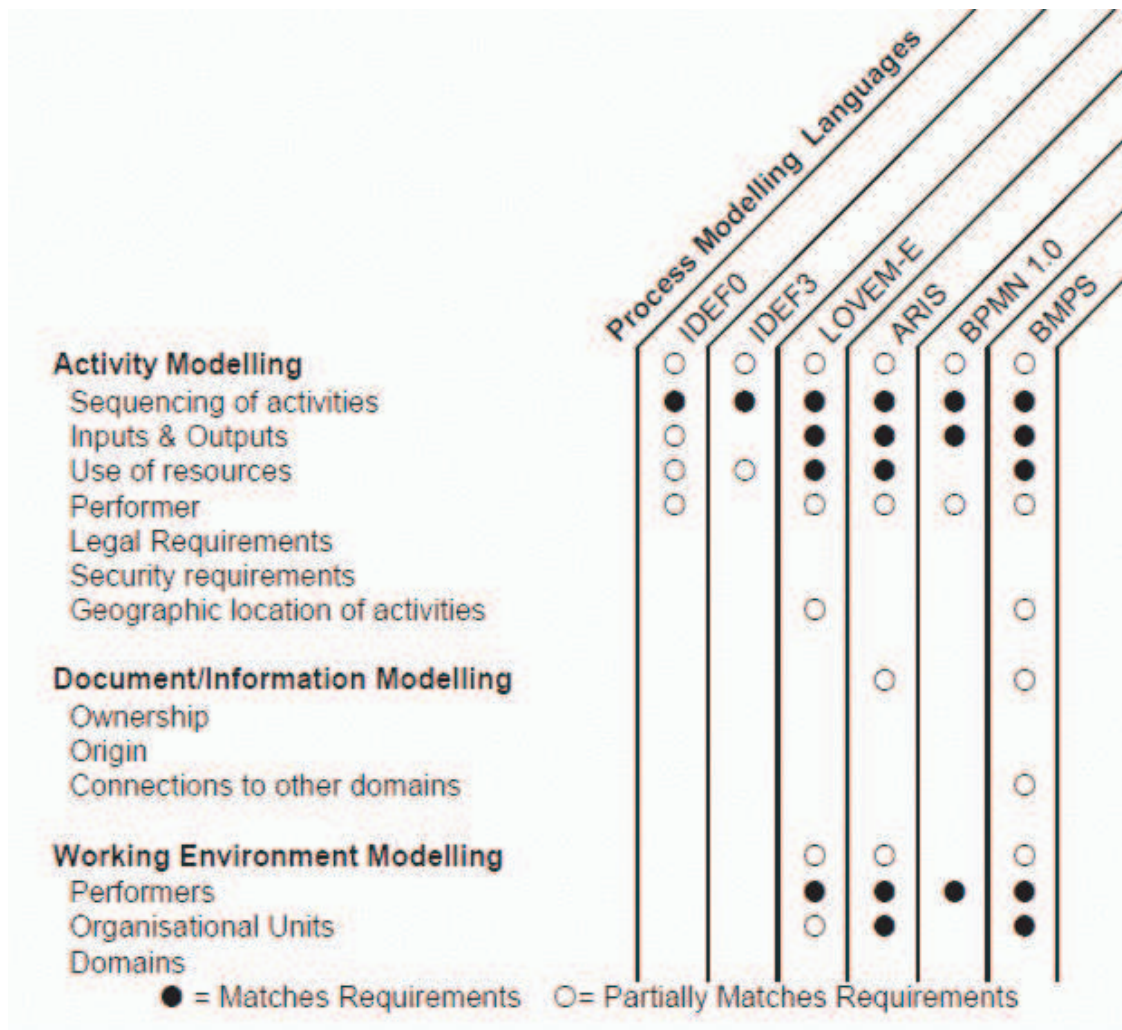 Process Modelling Languages
IDEF0
IDEF3
LOVEM-E
ARIS
BPMN 1.0
BMPS
Activity Modelling
Sequencing of activities
Inputs & Outputs
Use of resources
Performer
Legal Requirements
Security requirements
Geographic location of activities
Document/Information Modelling
Ownership
Origin
Connections to other domains
Working Environment Modelling
Performers
Organisational Units
Domains
● = Matches Requirements ○= Partially Matches Requirements